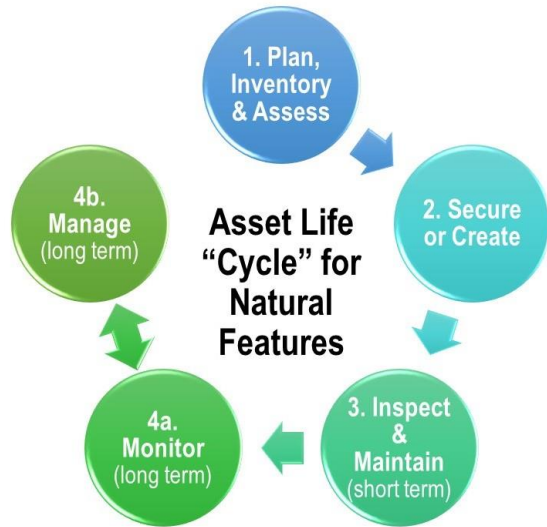 1. Plan,
Inventory
& Assess
2. Secure
or Create
3. Inspect
&
Maintain
(short term)
4a.
Monitor
(long term)
4b.
Manage
(long term)
Asset Life
“Cycle” for
Natural
Features